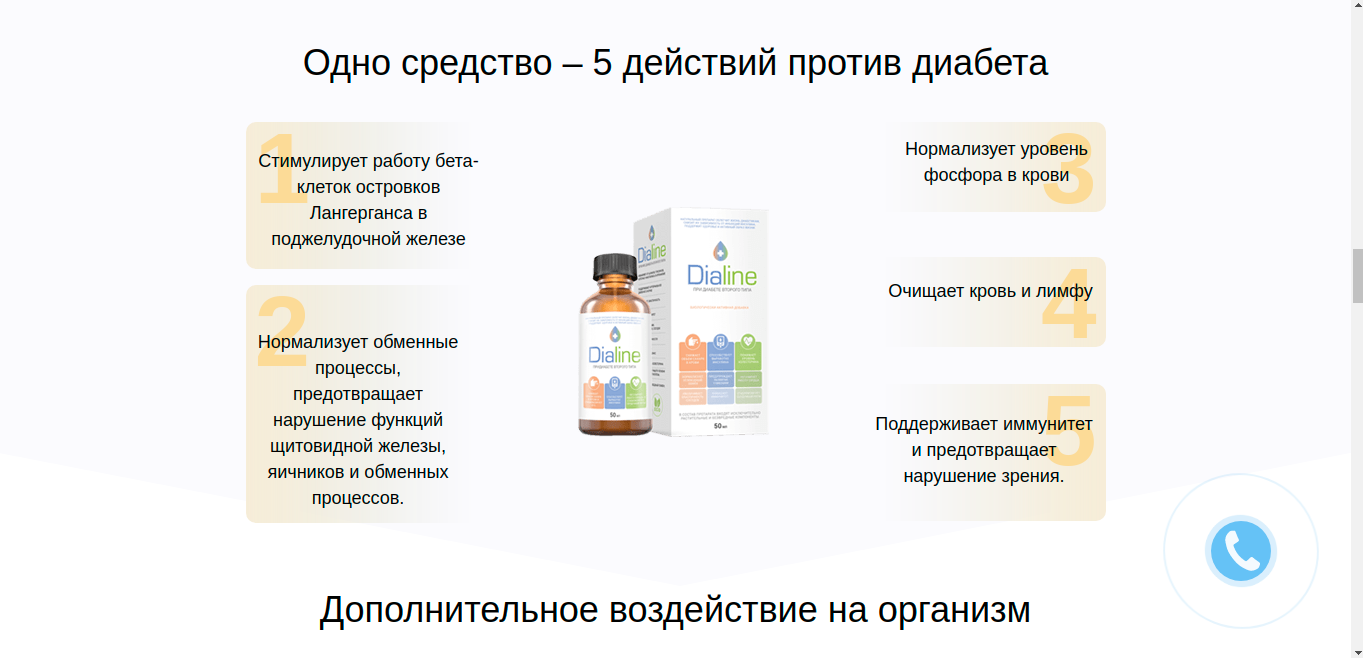 Одно средство – 5 действий против диабета
1
Стимулирует работу бета-
клеток островков
Лангерганса в
поджелудочной железе
2
Нормализует обменные
процессы,
предотвращает
нарушение функций
щитовидной железы,
яичников и обменных
процессов.
Dialine
Dialine
ПРИ ДИАБЕТЕ ВТОРОГО ТИПА
50 мл
Dialine
ПРИ ДИАБЕТЕ ВТОРОГО ТИПА
50 мл
3
Нормализует уровень
фосфора в крови
4
Очищает кровь и лимфу
5
Поддерживает иммунитет
и предотвращает
нарушение зрения.
Дополнительное воздействие на организм